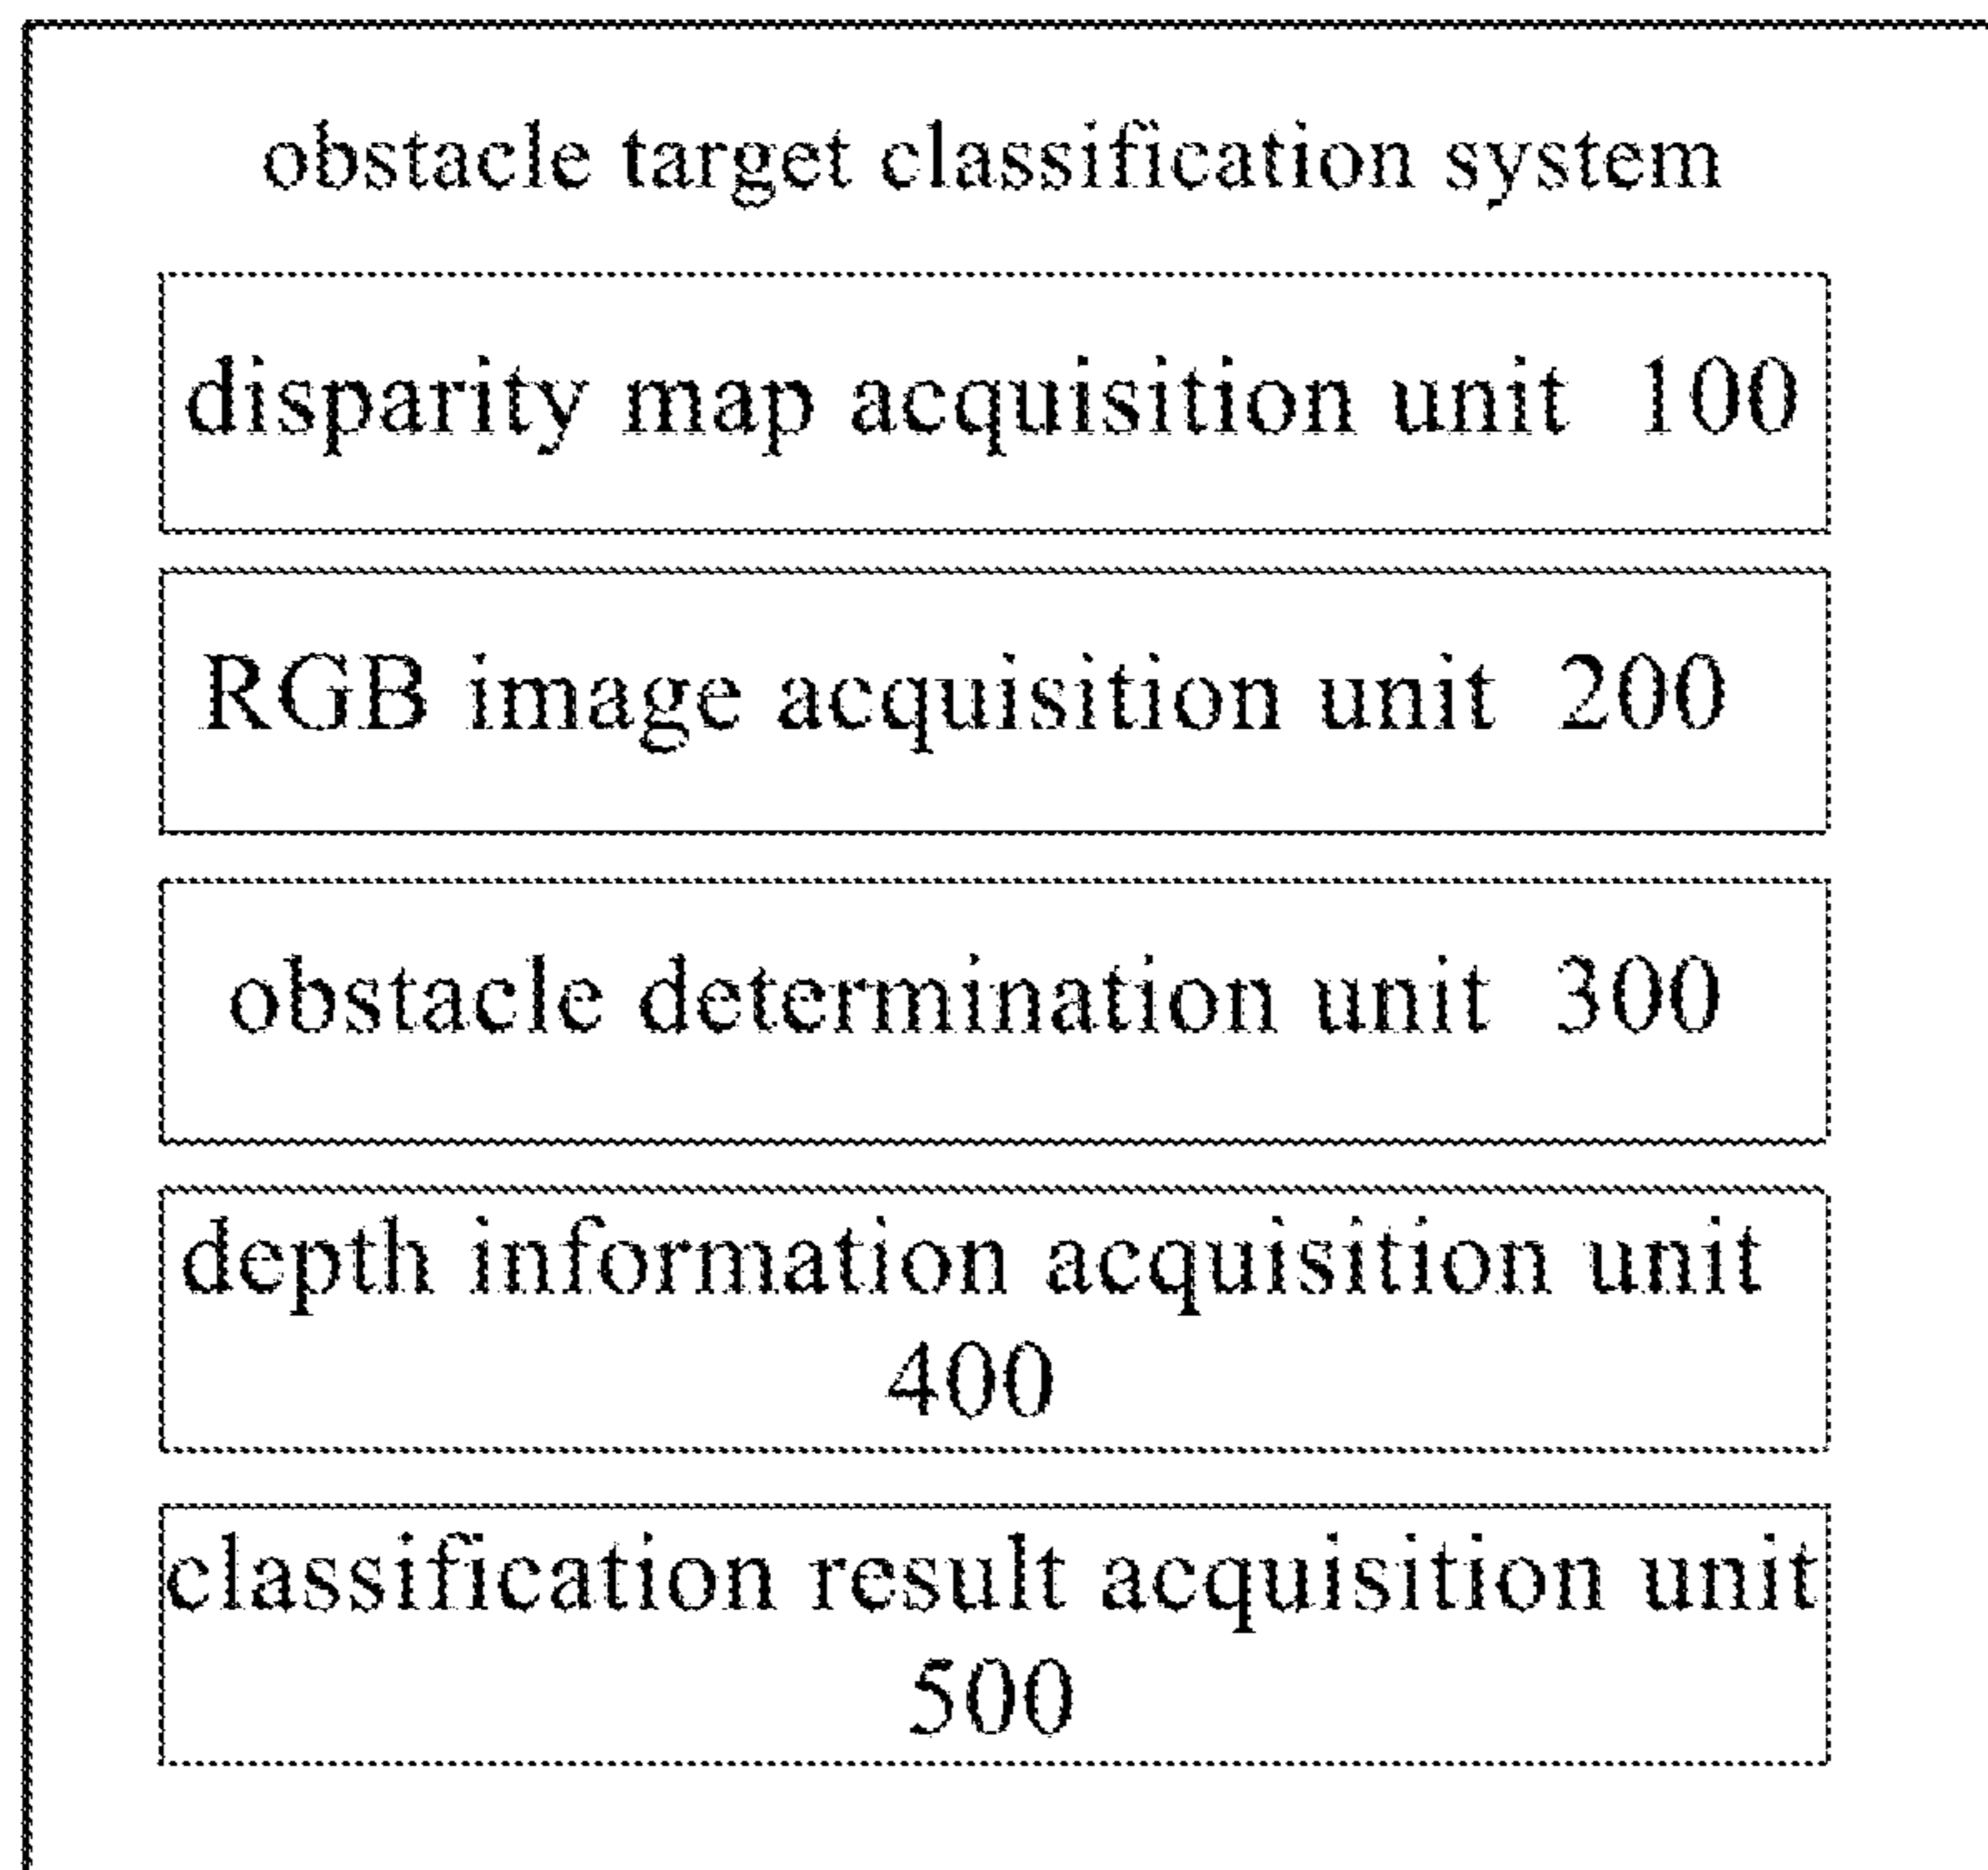 obstacle target classification system
disparity map acquisition unit 100
RGB image acquisition unit 200
obstacle determination unit 300
depth information acquisition unit
400
classification result acquisition unit
500